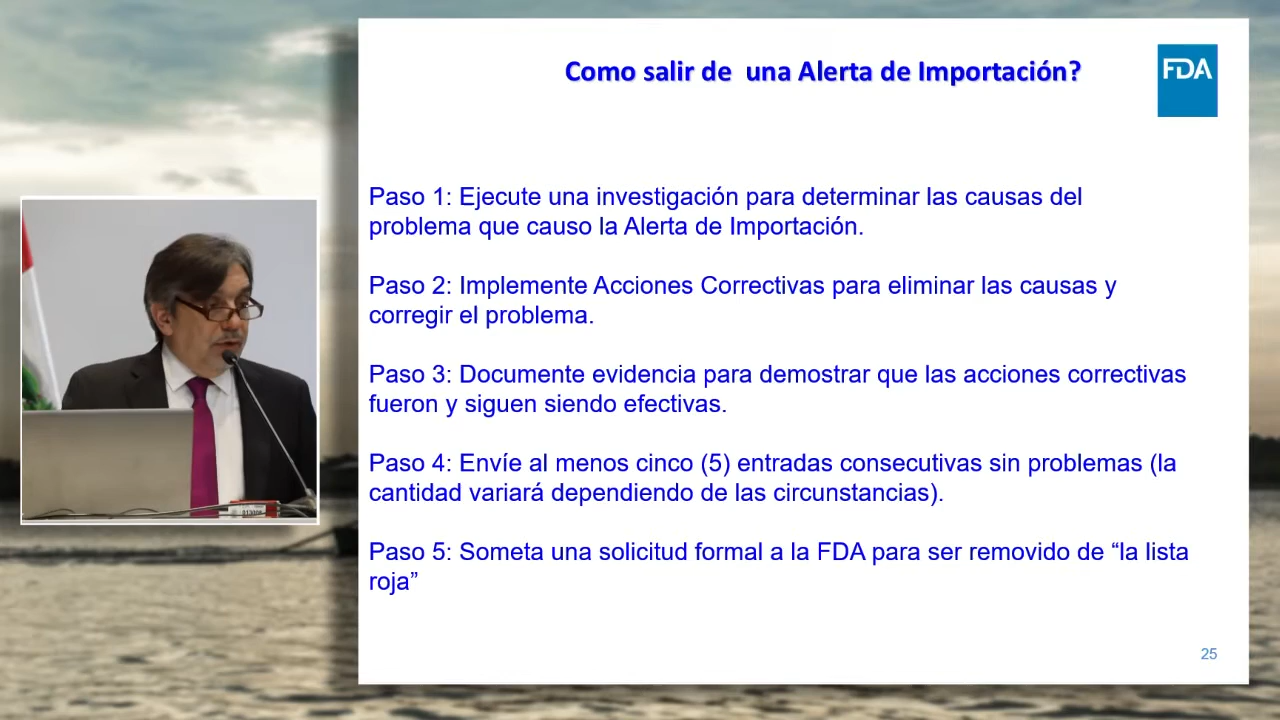 Como salir de una Alerta de Importación?
FDA
Paso 1: Ejecute una investigación para determinar las causas del
problema que causo la Alerta de Importación.
Paso 2: Implemente Acciones Correctivas para eliminar las causas y
corregir el problema.
Paso 3: Documente evidencia para demostrar que las acciones correctivas
fueron y siguen siendo efectivas.
Paso 4: Envíe al menos cinco (5) entradas consecutivas sin problemas (la
cantidad variará dependiendo de las circunstancias).
Paso 5: Someta una solicitud formal a la FDA para ser removido de “la lista
roja”
25